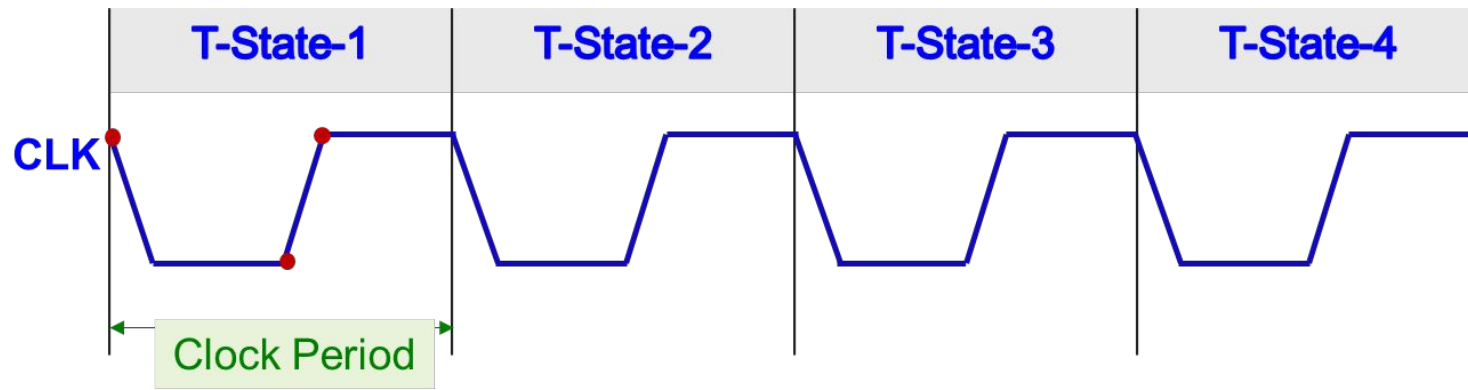 T-State-1
T-State-2
T-State-3
T-State-4
CLK
Clock Period